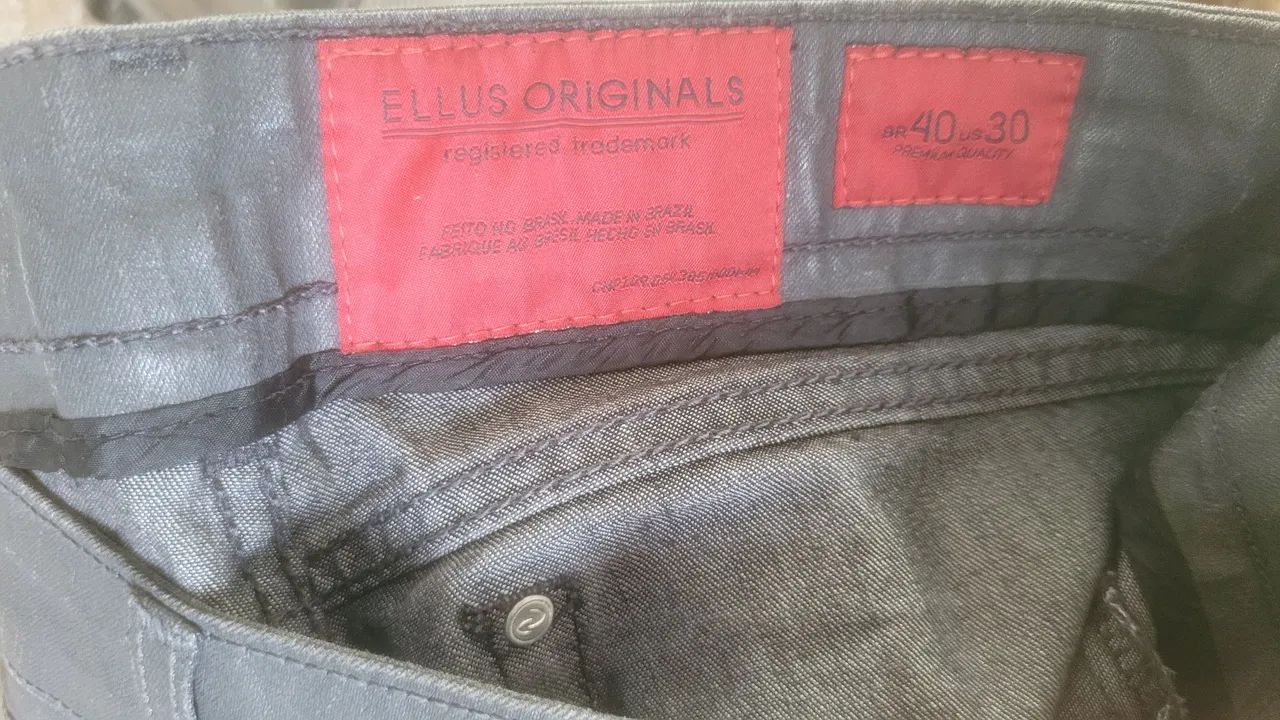 ELLUS ORIGINALS
registered trademark
FEITO NO BRASIL MADE IN BRAZIL
FABRIQUE AU BRESIL HECHO EN BRASIL
BR 40 US 30
PREMIUM QUALITY